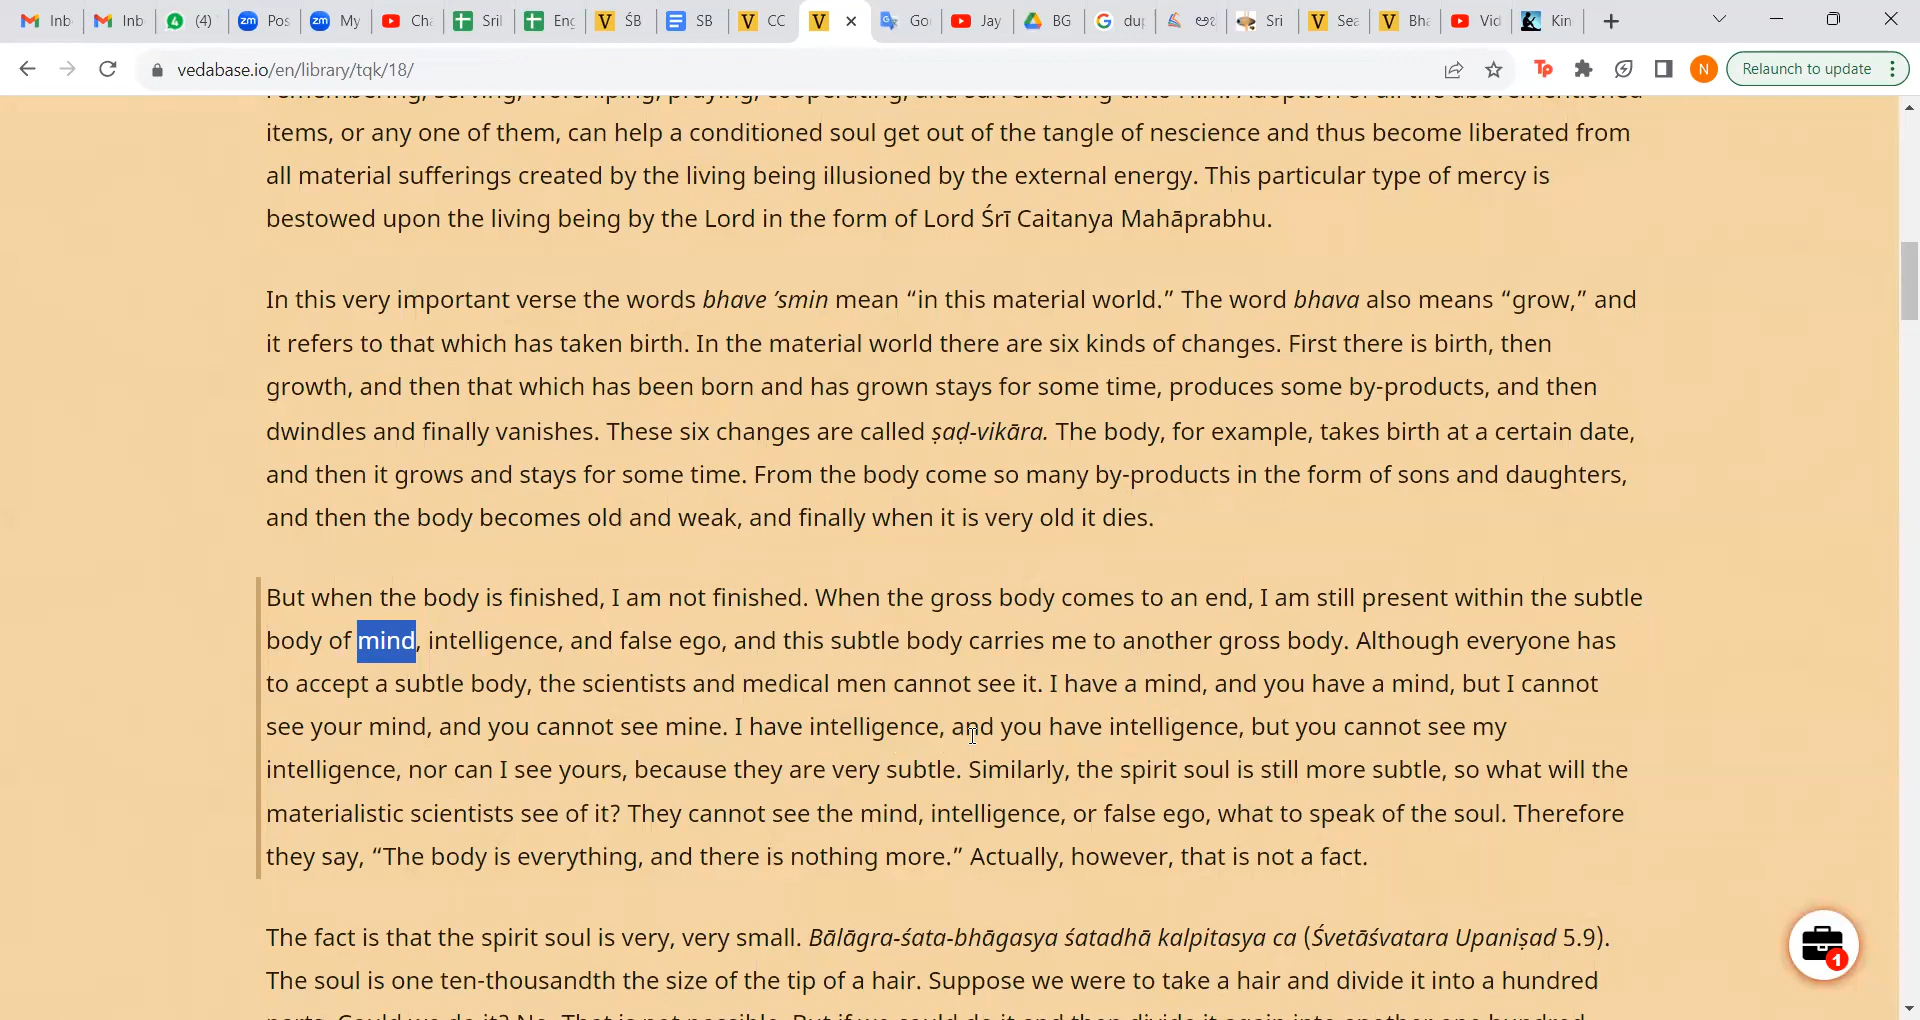 Inb
Inb
(4)
Pos
My
Cha
Sril
Eng
ŚB
SB
CC
Go
Jay
BG
dup
Sri
Sea
Bha
Vid
Kin
vedabase.io/en/library/tqk/18/
Relaunch to update
items, or any one of them, can help a conditioned soul get out of the tangle of nescience and thus become liberated from
all material sufferings created by the living being illusioned by the external energy. This particular type of mercy is
bestowed upon the living being by the Lord in the form of Lord Śrī Caitanya Mahāprabhu.
In this very important verse the words bhave ’smin mean “in this material world.” The word bhava also means “grow,” and
it refers to that which has taken birth. In the material world there are six kinds of changes. First there is birth, then
growth, and then that which has been born and has grown stays for some time, produces some by-products, and then
dwindles and finally vanishes. These six changes are called ṣaḍ-vikāra. The body, for example, takes birth at a certain date,
and then it grows and stays for some time. From the body come so many by-products in the form of sons and daughters,
and then the body becomes old and weak, and finally when it is very old it dies.
But when the body is finished, I am not finished. When the gross body comes to an end, I am still present within the subtle
body of mind, intelligence, and false ego, and this subtle body carries me to another gross body. Although everyone has
to accept a subtle body, the scientists and medical men cannot see it. I have a mind, and you have a mind, but I cannot
see your mind, and you cannot see mine. I have intelligence, and you have intelligence, but you cannot see my
intelligence, nor can I see yours, because they are very subtle. Similarly, the spirit soul is still more subtle, so what will the
materialistic scientists see of it? They cannot see the mind, intelligence, or false ego, what to speak of the soul. Therefore
they say, “The body is everything, and there is nothing more.” Actually, however, that is not a fact.
The fact is that the spirit soul is very, very small. Bālāgra-śata-bhāgasya śatadhā kalpitasya ca (Śvetāśvatara Upaniṣad 5.9).
The soul is one ten-thousandth the size of the tip of a hair. Suppose we were to take a hair and divide it into a hundred
1